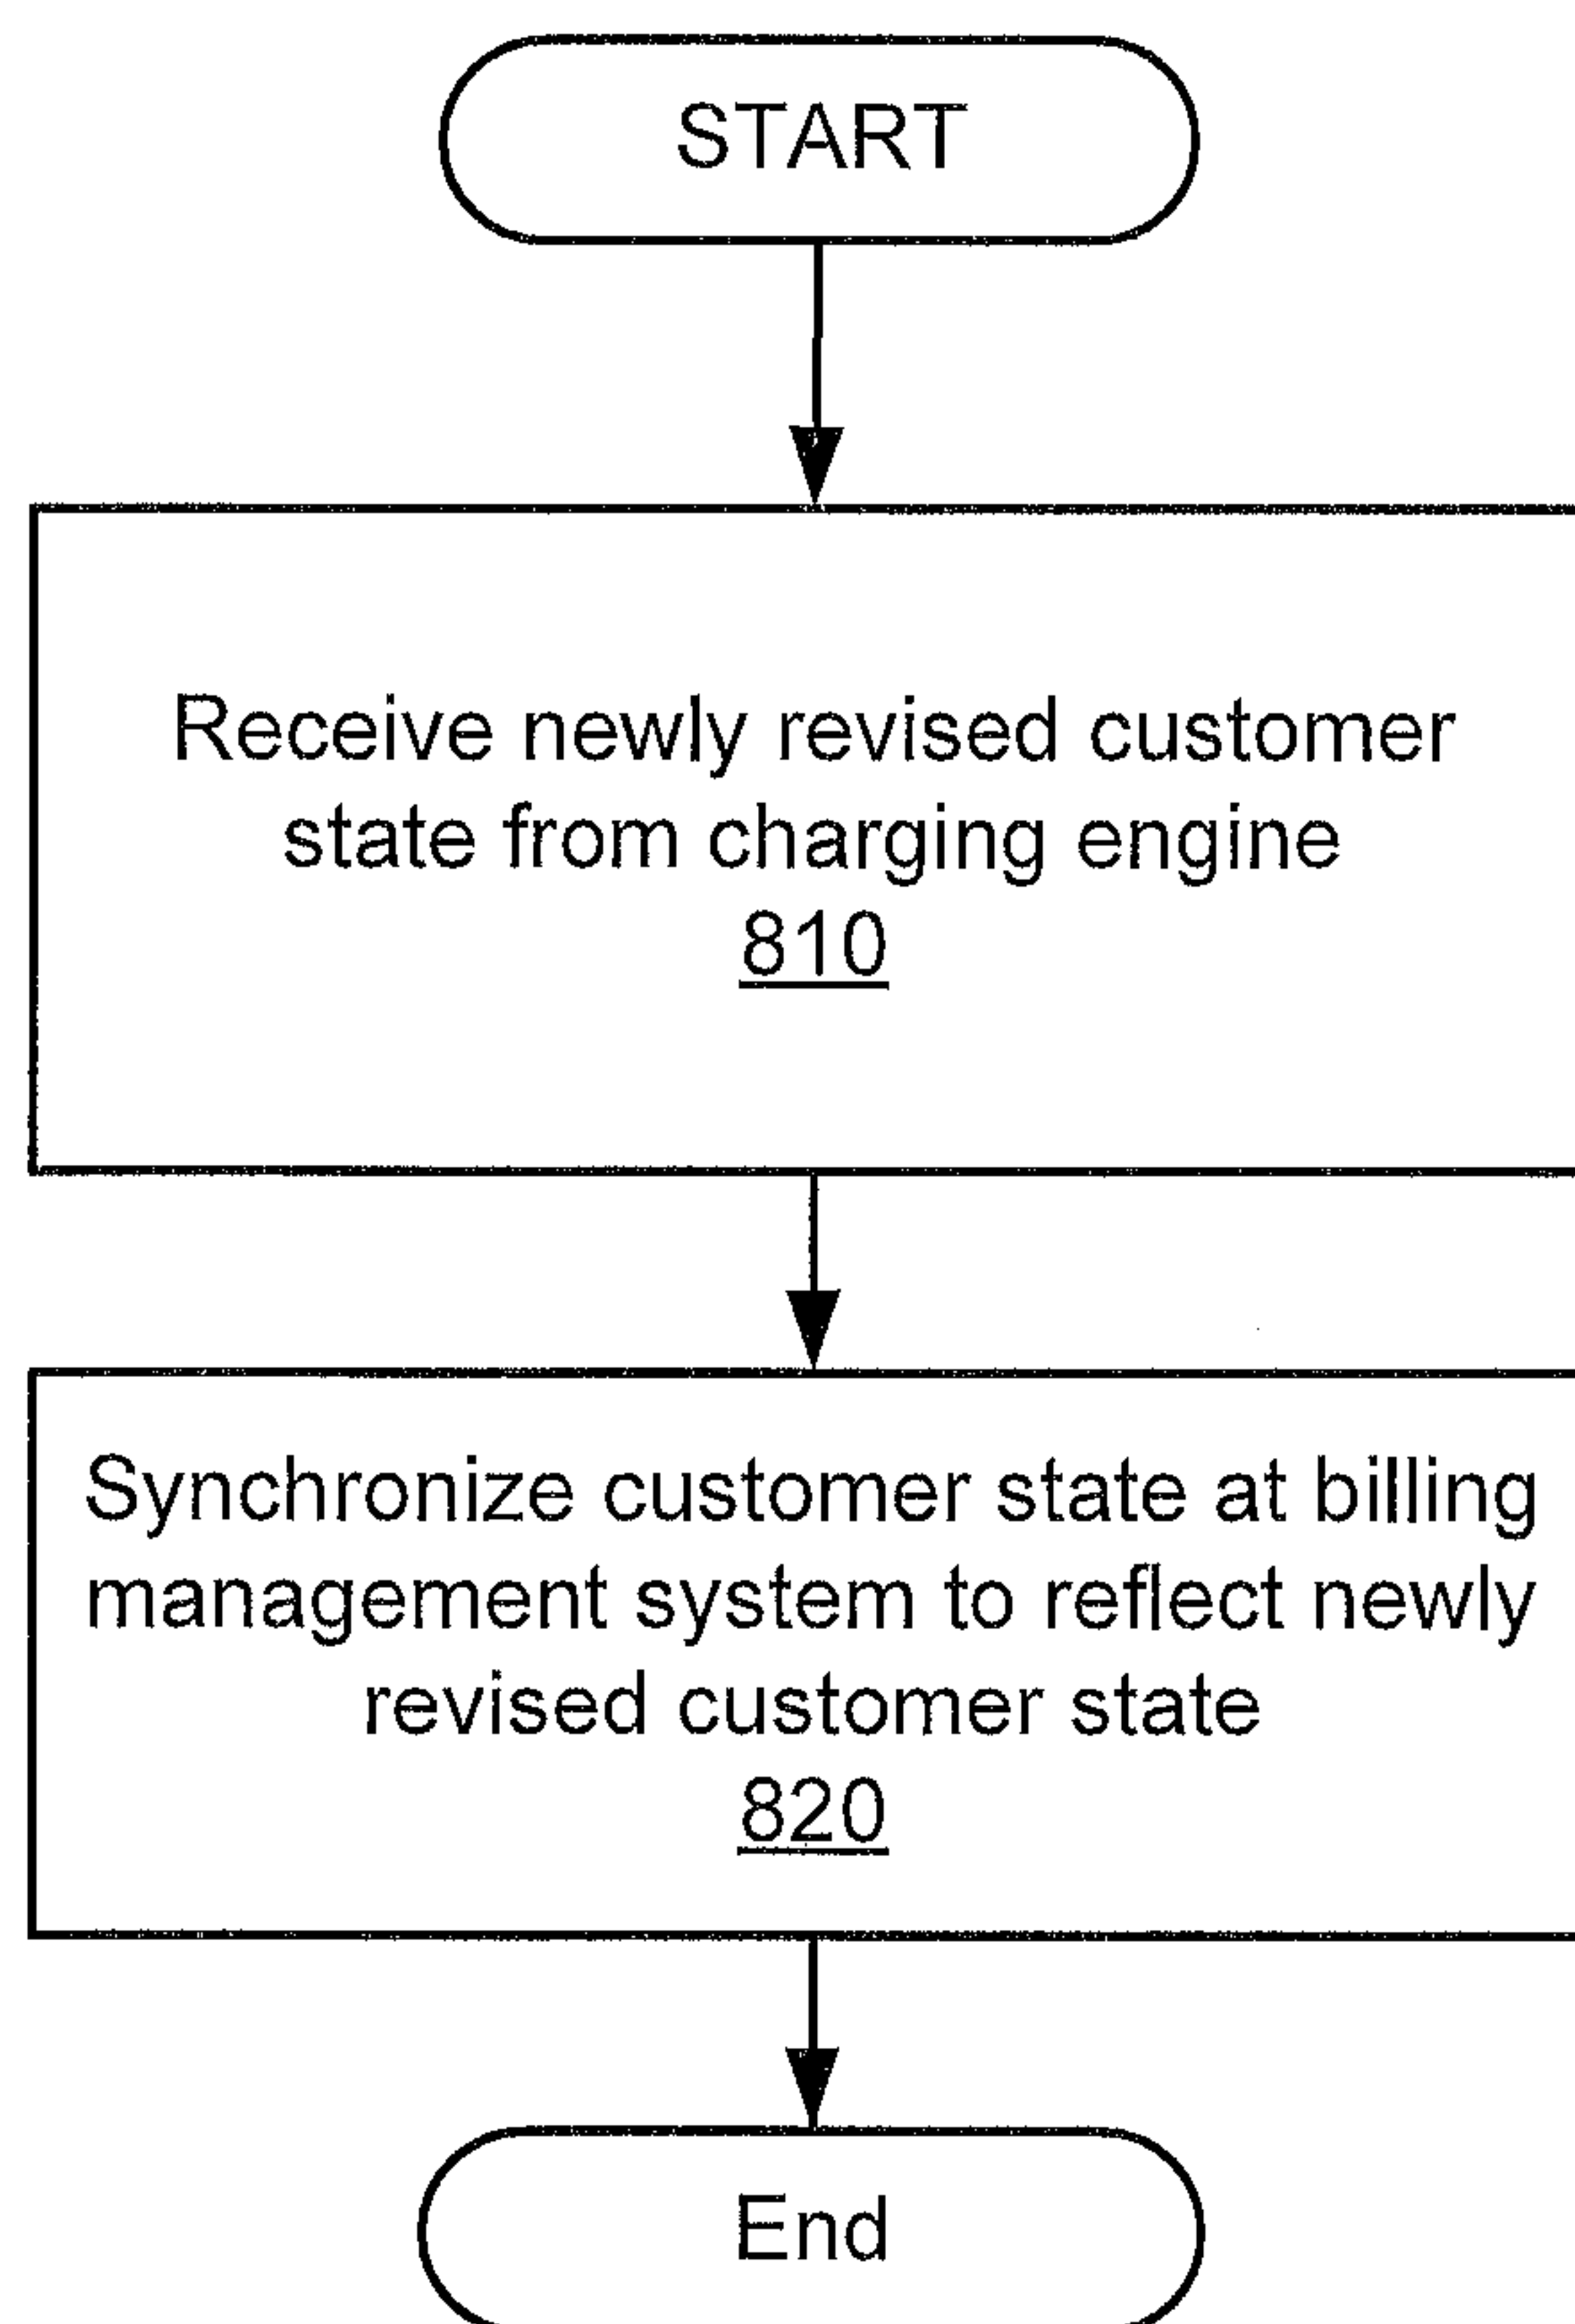 START
Receive newly revised customer
state from charging engine
810
Synchronize customer state at billing
management system to reflect newly
revised customer state
820
End